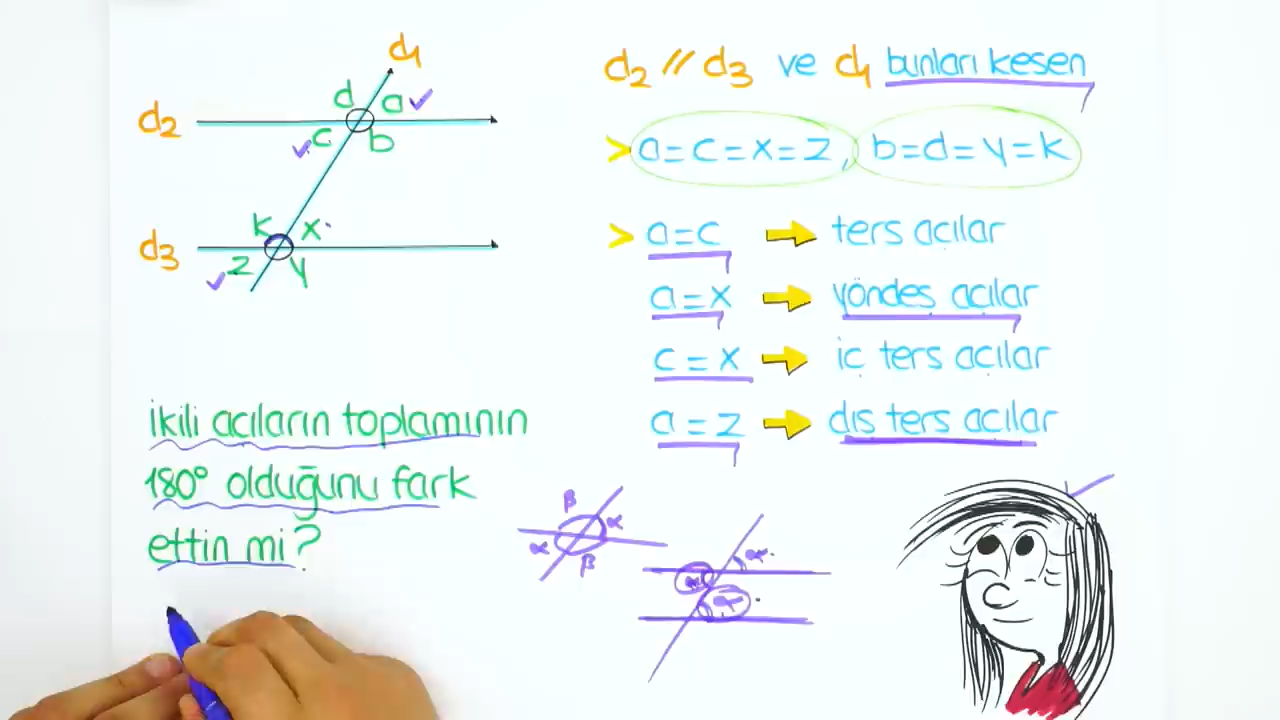 d1
d a
d2
c b
k x
d3
z y
d2 // d3 ve d1 bunları kesen
> a = c = x = z, b = d = y = k
> a = c → ters açılar
a = x → yöndeş açılar
c = x → iç ters açılar
a = z → dış ters açılar
İkili açıların toplamının
180° olduğunu fark
ettin mi?
β
α
α
β
α
α
α